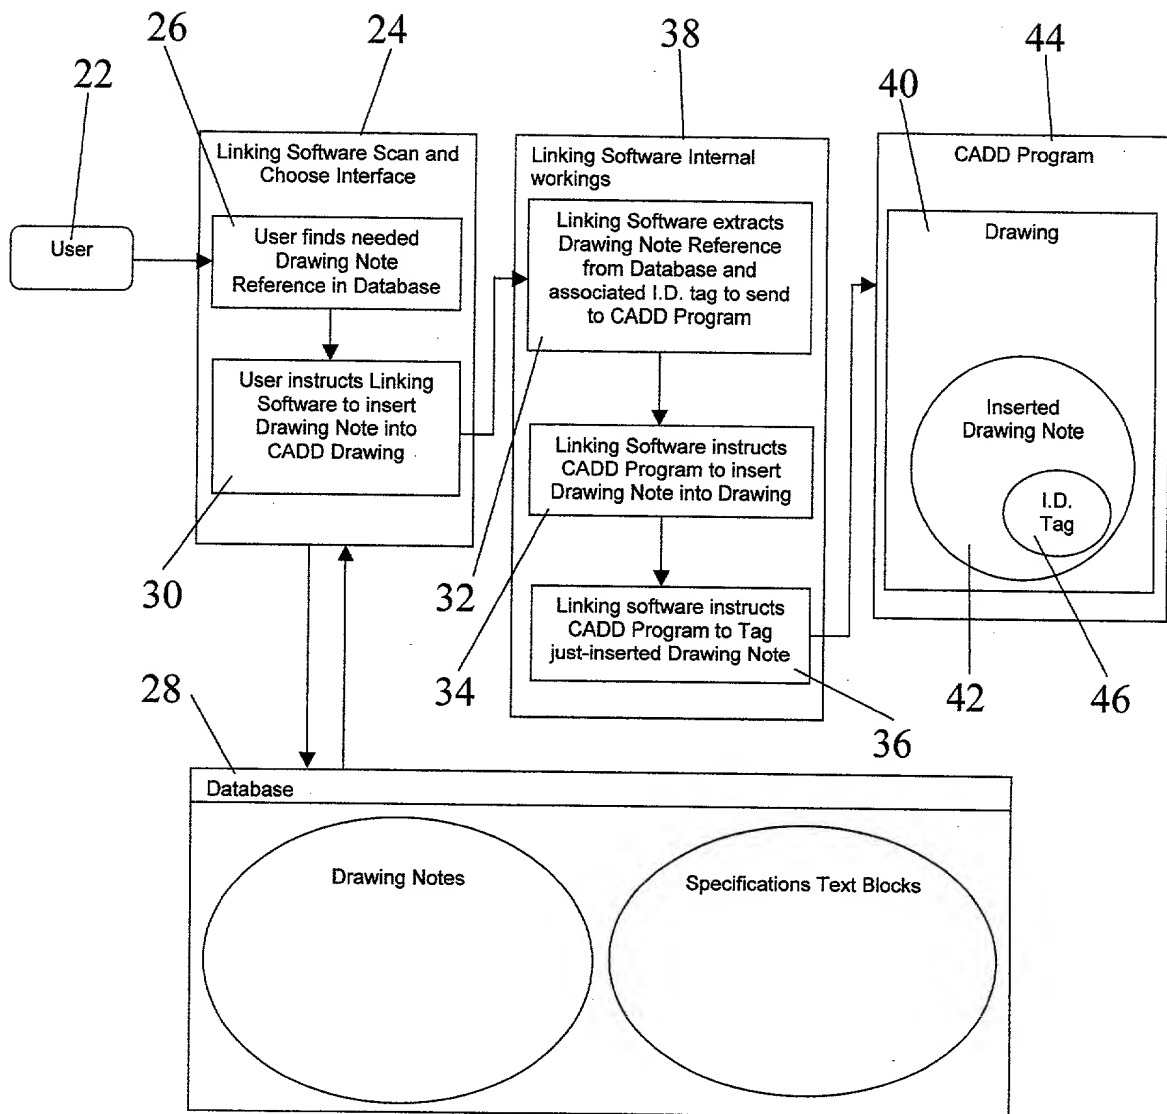 26
24
38
44
22
40
User
Linking Software Scan and
Choose Interface
User finds needed
Drawing Note
Reference in Database
User instructs Linking
Software to insert
Drawing Note into
CADD Drawing
Linking Software Internal
workings
Linking Software extracts
Drawing Note Reference
from Database and
associated I.D. tag to send
to CADD Program
Linking Software instructs
CADD Program to insert
Drawing Note into Drawing
Linking software instructs
CADD Program to Tag
just-inserted Drawing Note
CADD Program
Drawing
Inserted
Drawing Note
I.D.
Tag
30
32
34
28
42
46
36
Database
Drawing Notes
Specifications Text Blocks